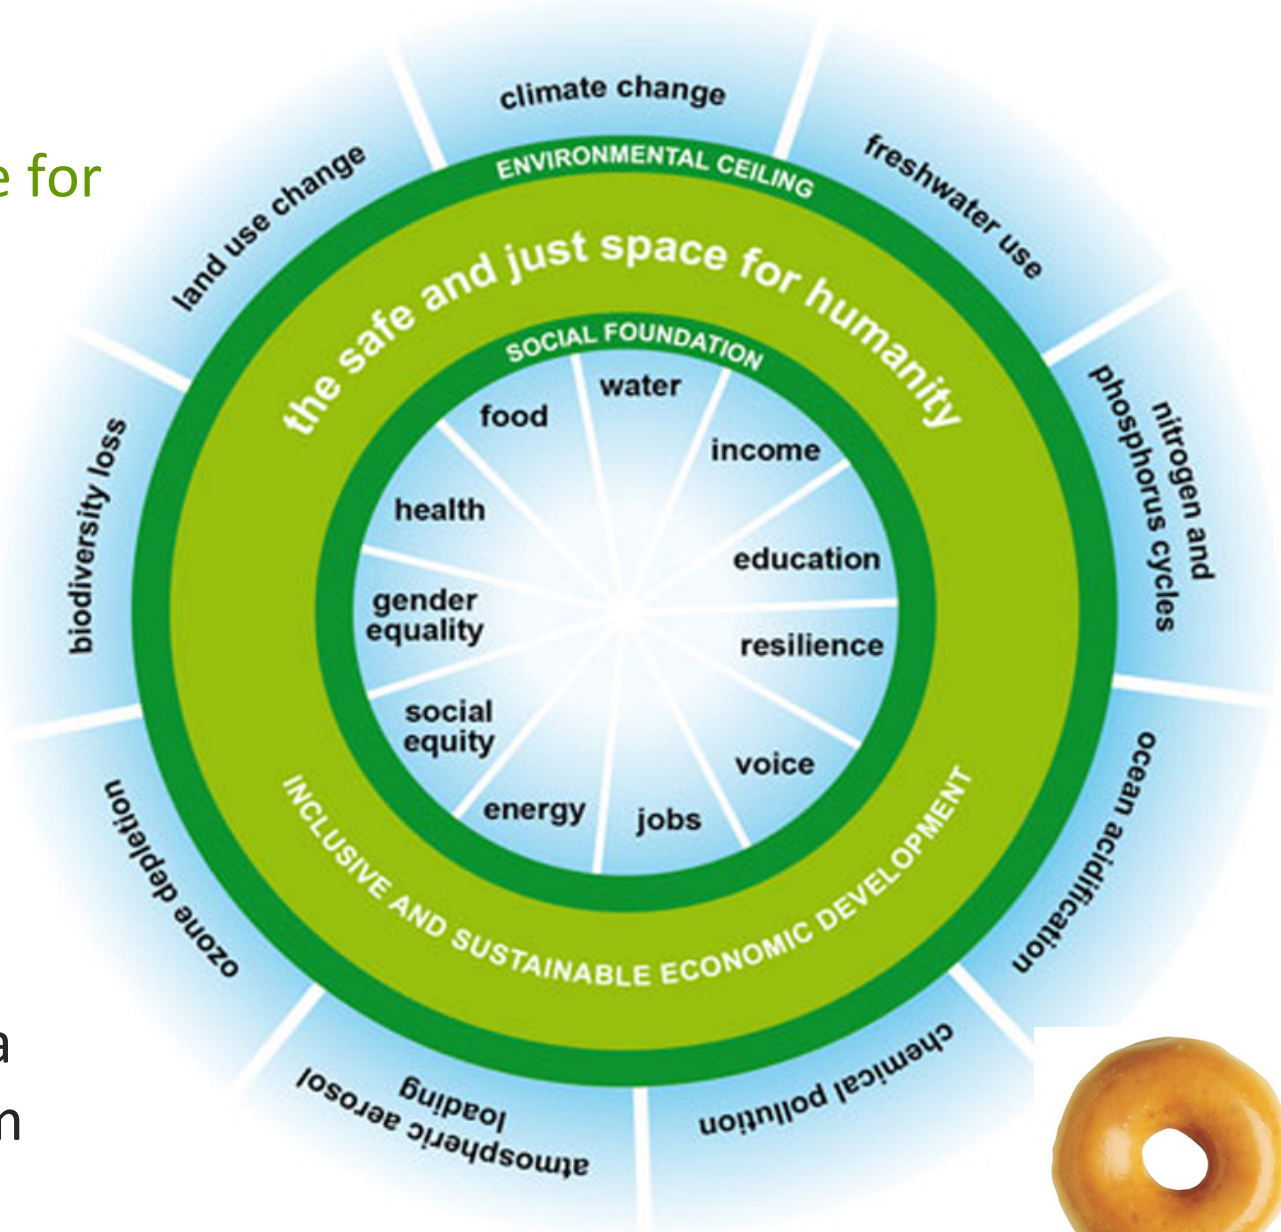 e for
climate change
freshwater use
nitrogen and
phosphorus cycles
ocean acidification
chemical pollution
atmospheric aerosol
loading
ozone depletion
biodiversity loss
land use change
ENVIRONMENTAL CEILING
the safe and just space for humanity
SOCIAL FOUNDATION
water
income
education
resilience
voice
jobs
energy
social
equity
gender
equality
health
food
INCLUSIVE AND SUSTAINABLE ECONOMIC DEVELOPMENT
a
m